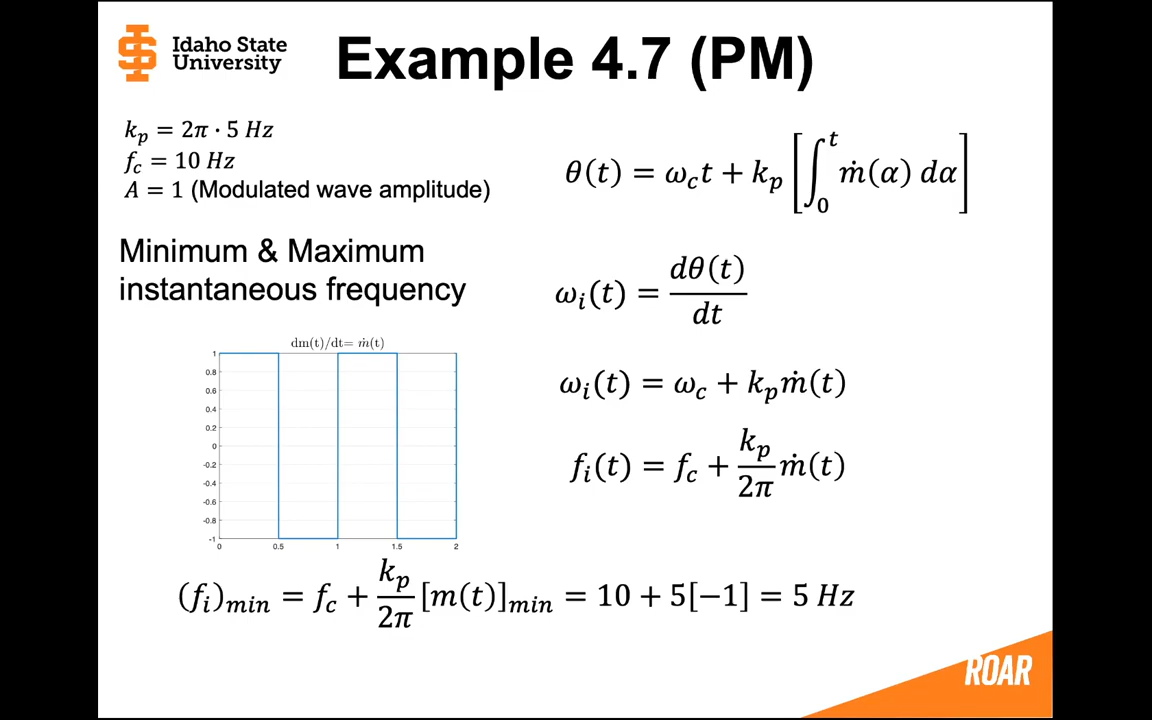 Idaho State
University
Example 4.7 (PM)
k_p = 2π · 5 Hz
f_c = 10 Hz
A = 1 (Modulated wave amplitude)
θ(t) = ω_c t + k_p [∫_0^t ṁ(α) dα]
Minimum & Maximum
instantaneous frequency
ω_i(t) = dθ(t)/dt
dm(t)/dt= ṁ(t)
1
0.8
0.6
0.4
0.2
0
-0.2
-0.4
-0.6
-0.8
-1
0 0.5 1 1.5 2
ω_i(t) = ω_c + k_p ṁ(t)
f_i(t) = f_c + k_p/2π ṁ(t)
(f_i)_min = f_c + k_p/2π [m(t)]_min = 10 + 5[−1] = 5 Hz
ROAR